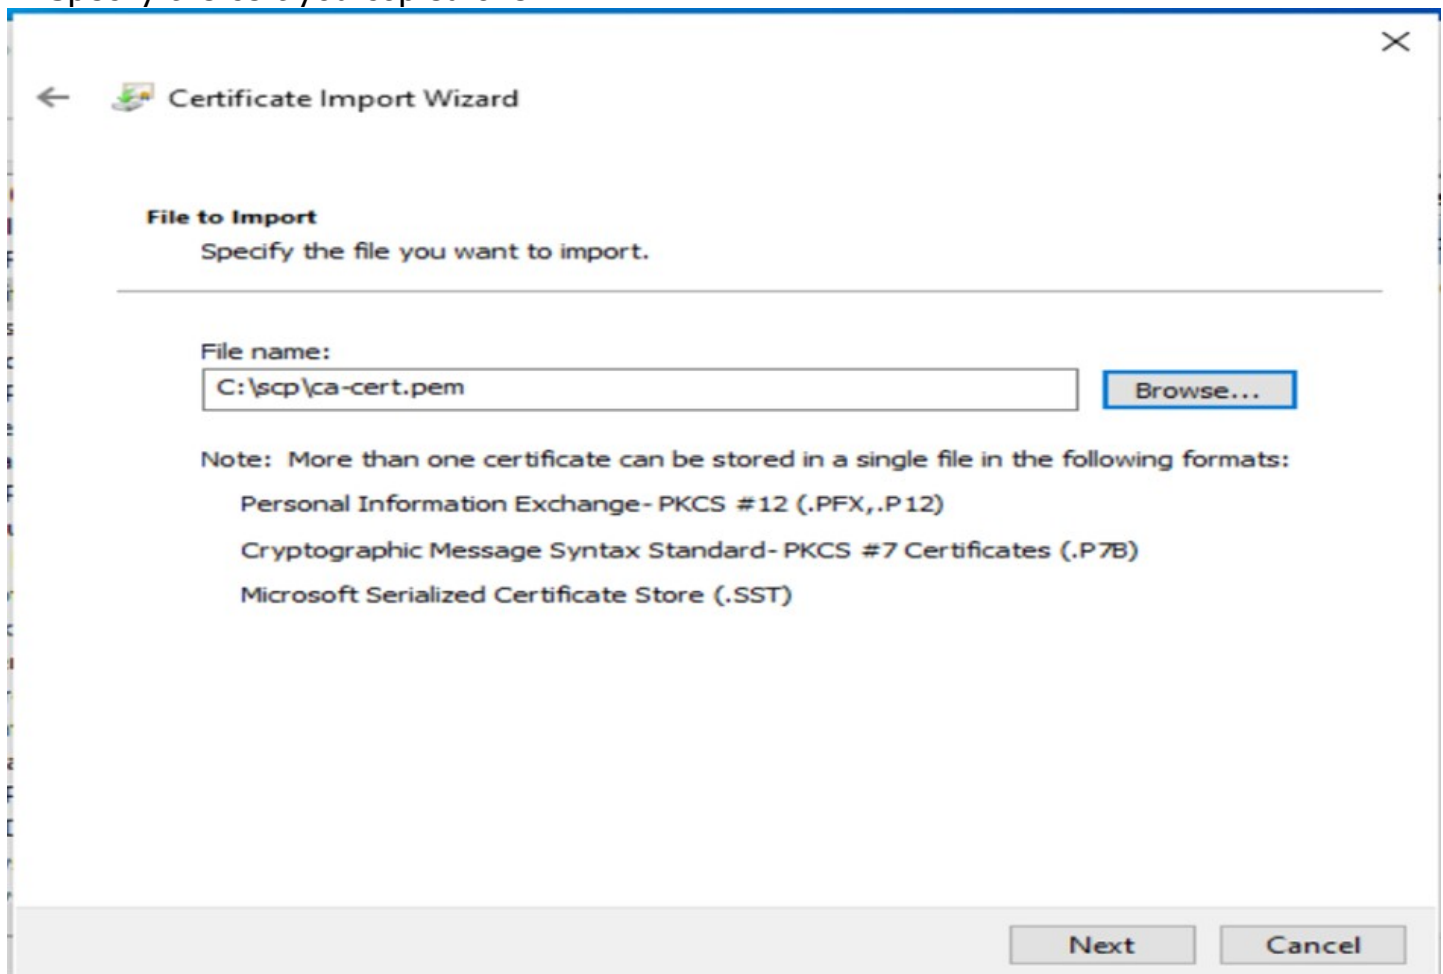 Certificate Import Wizard
File to Import
Specify the file you want to import.
File name:
C:\scp\ca-cert.pem
Browse...
Note: More than one certificate can be stored in a single file in the following formats:
Personal Information Exchange- PKCS #12 (.PFX,.P12)
Cryptographic Message Syntax Standard- PKCS #7 Certificates (.P7B)
Microsoft Serialized Certificate Store (.SST)
Next
Cancel